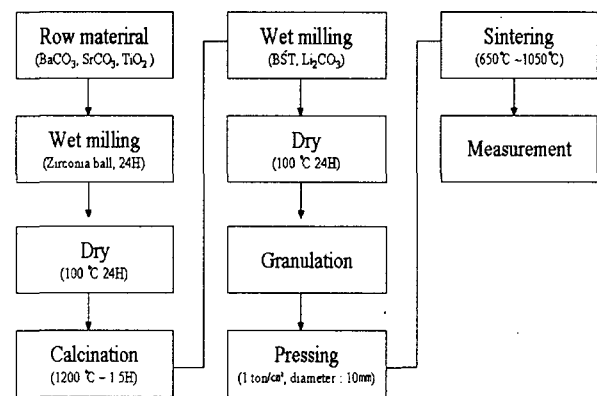 Row materiral
(BaCO₃, SrCO₃, TiO₂)
Wet milling
(Zirconia ball, 24H)
Dry
(100 ℃ 24H)
Calcination
(1200 ℃ ~ 1 5H)
Wet milling
(BST, Li₂CO₃)
Dry
(100 ℃ 24H)
Granulation
Pressing
(1 ton/㎠, diameter : 10㎜)
Sintering
(650℃ ~1050℃)
Measurement